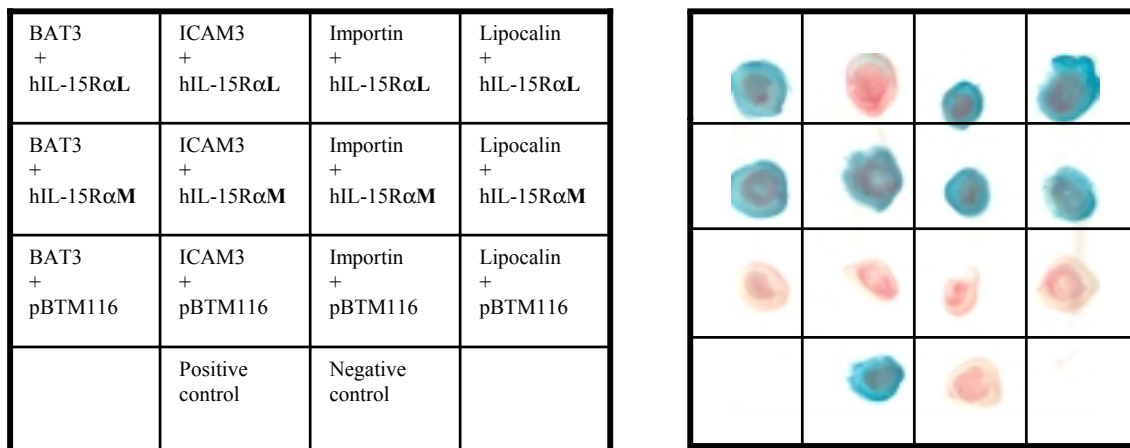 BAT3
+
hIL-15RαL
ICAM3
+
hIL-15RαL
Importin
+
hIL-15RαL
Lipocalin
+
hIL-15RαL
BAT3
+
hIL-15RαM
ICAM3
+
hIL-15RαM
Importin
+
hIL-15RαM
Lipocalin
+
hIL-15RαM
BAT3
+
pBTM116
ICAM3
+
pBTM116
Importin
+
pBTM116
Lipocalin
+
pBTM116
Positive
control
Negative
control